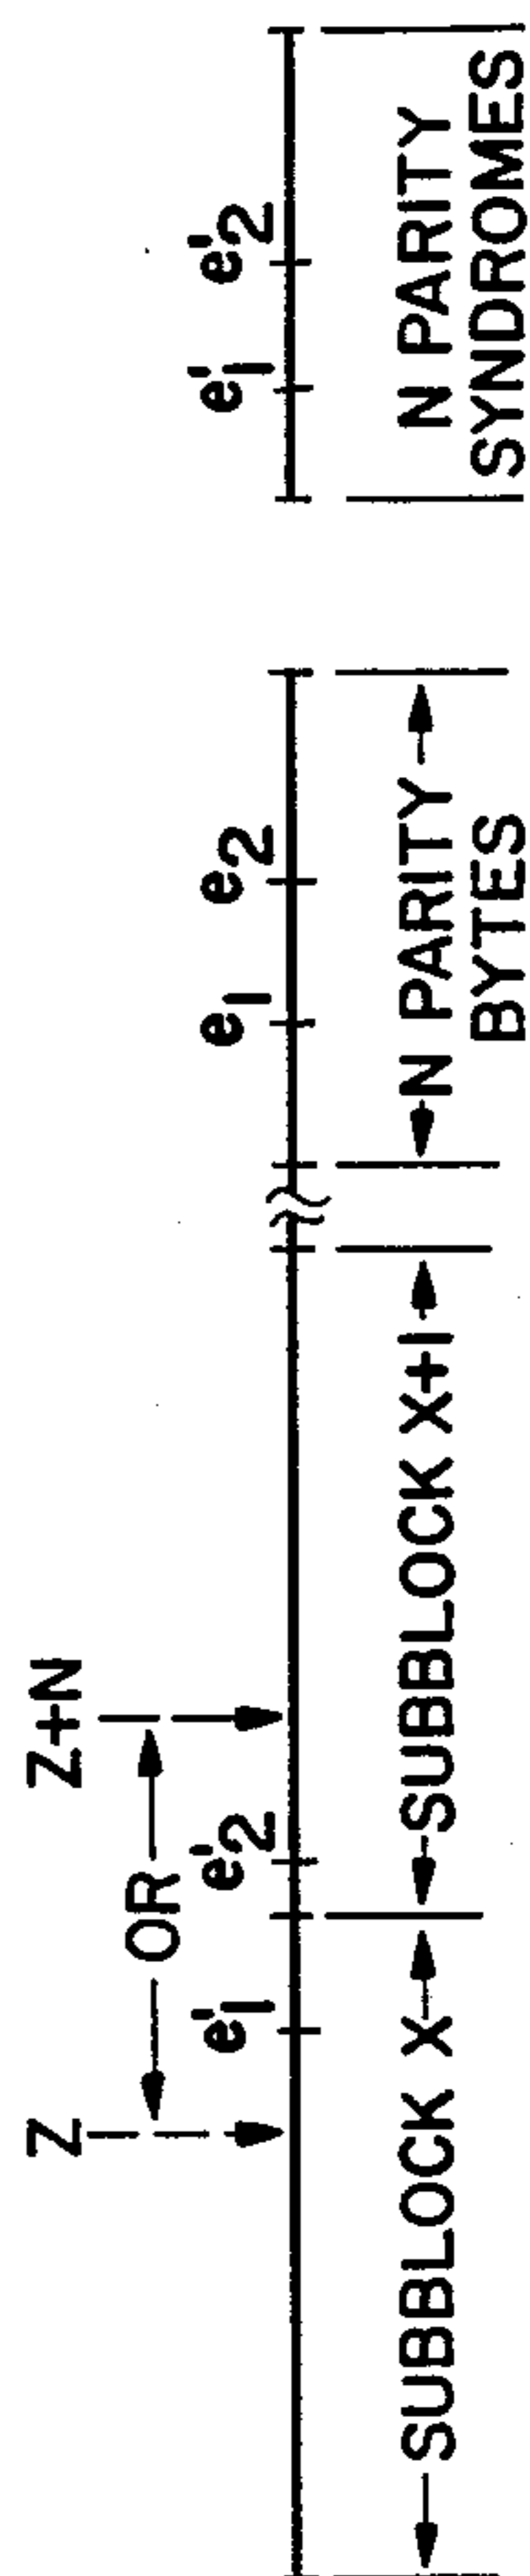 Z OR Z+N
e'1 e'2 e1 e2 e'1 e'2
SUBBLOCK X SUBBLOCK X+1 N PARITY BYTES N PARITY SYNDROMES